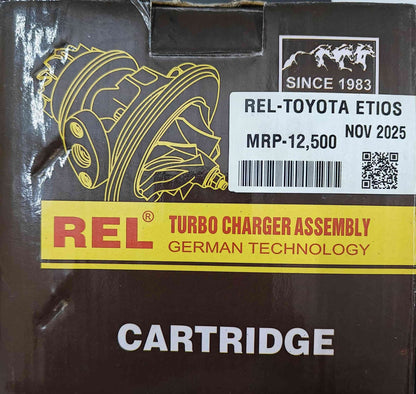 SINCE 1983
REL-TOYOTA ETIOS
MRP-12,500 NOV 2025
REL® TURBO CHARGER ASSEMBLY
GERMAN TECHNOLOGY
CARTRIDGE